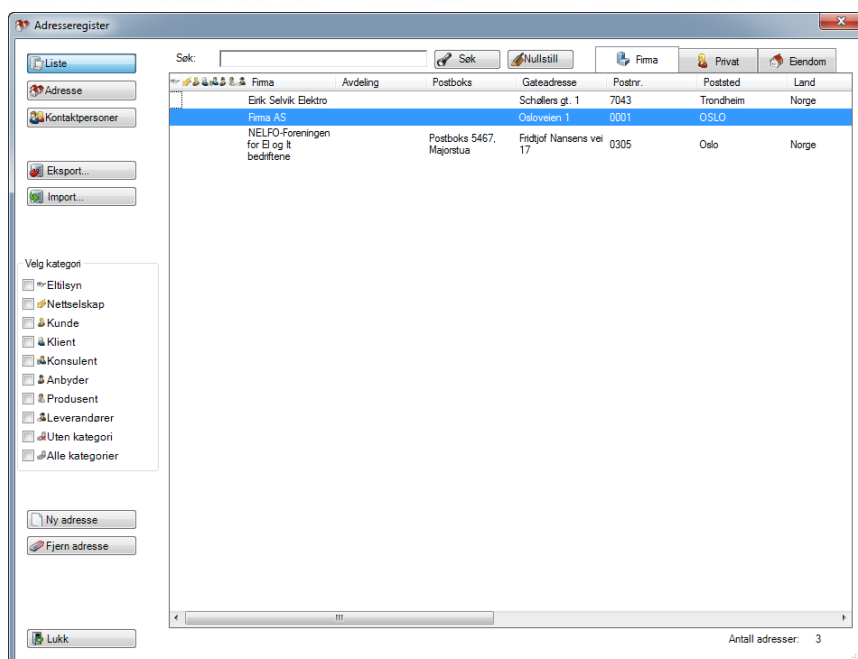 Adresseregister
Liste
Adresse
Kontaktpersoner
Eksport...
Import...
Velg kategori
Eltilsyn
Nettselskap
Kunde
Klient
Konsulent
Anbyder
Produsent
Leverandører
Uten kategori
Alle kategorier
Ny adresse
Fjern adresse
Lukk
Søk: Søk Nullstill Firma Privat Eiendom
Firma Avdeling Postboks Gateadresse Postnr. Poststed Land
Eirik Selvik Elektro Schøllers gt. 1 7043 Trondheim Norge
Firma AS Osloveien 1 0001 OSLO
NELFO-Foreningen
for El og It
bedriftene
Postboks 5467,
Majorstua
Fridtjof Nansens vei
17
0305 Oslo Norge
Antall adresser: 3